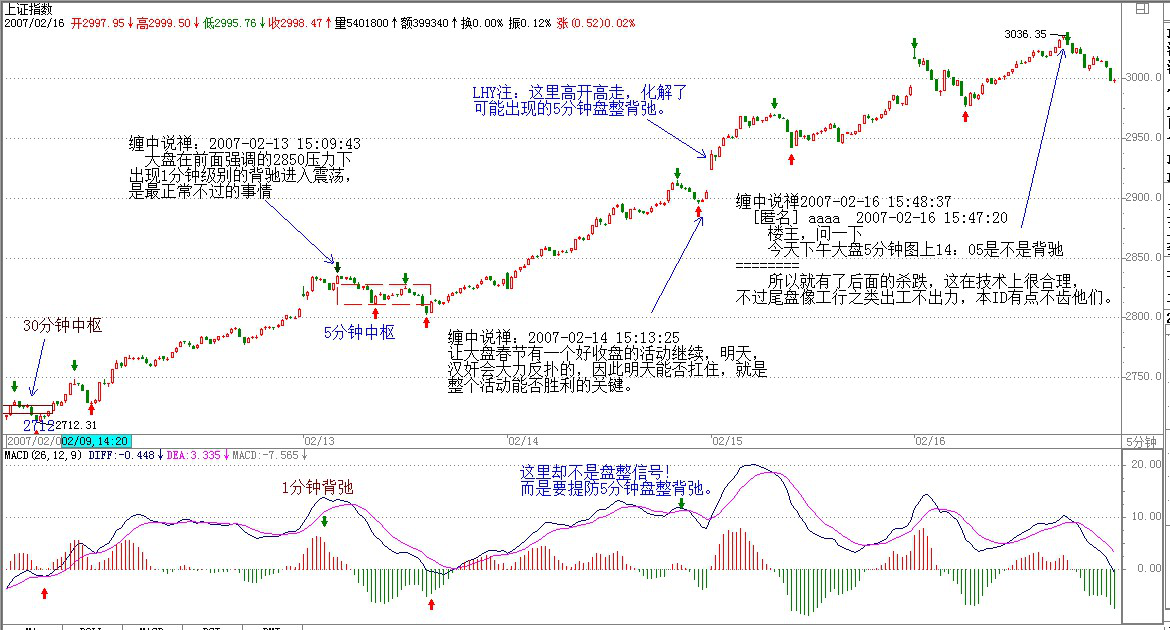 上证指数
2007/02/16 开2997.95↓高2999.50↓低2995.76↓收2998.47↑量5401800↑额399340↑换0.00% 振0.12% 涨(0.52)0.02%
3036.35
3000.0
LHY注：这里高开高走，化解了
可能出现的5分钟盘整背弛。
2950.0
缠中说禅：2007-02-13 15:09:43
大盘在前面强调的2850压力下
出现1分钟级别的背驰进入震荡，
是最正常不过的事情
2900.0
缠中说禅2007-02-16 15:48:37
[匿名] aaaa  2007-02-16 15:47:20
楼主，问一下
今天下午大盘5分钟图上14：05是不是背驰
========
所以就有了后面的杀跌，这在技术上很合理，
不过尾盘像工行之类出工不出力，本ID有点不齿他们。
2850.0
2800.0
30分钟中枢
5分钟中枢
缠中说禅：2007-02-14 15:13:25
让大盘春节有一个好收盘的活动继续，明天，
汉奸会大力反扑的，因此明天能否扛住，就是
整个活动能否胜利的关键。
2750.0
2712
2712.31
2007/02/0
02/09,14:20
02/13
02/14
02/15
02/16
5分钟
MACD(26,12,9) DIFF:-0.448↓DEA:3.335↓MACD:-7.565↓
20.00
这里却不是盘整信号！
而是要提防5分钟盘整背弛。
1分钟背弛
10.00
0.00